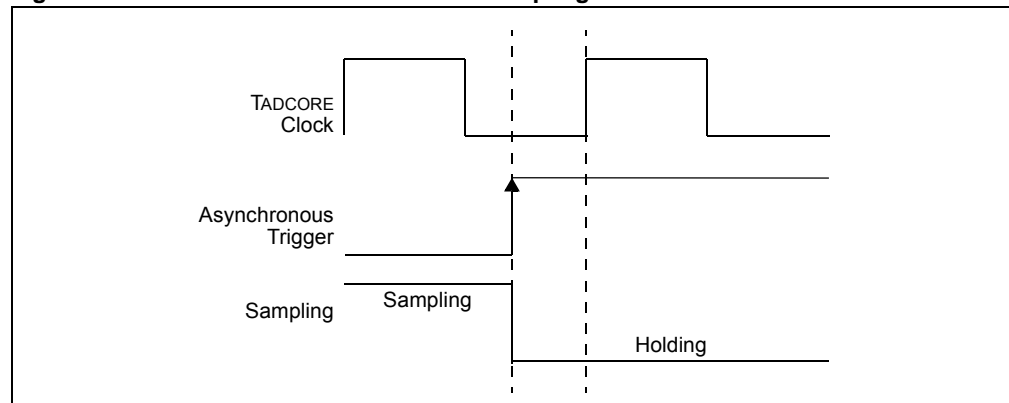 TADCORE
Clock
Asynchronous
Trigger
Sampling
Sampling
Holding